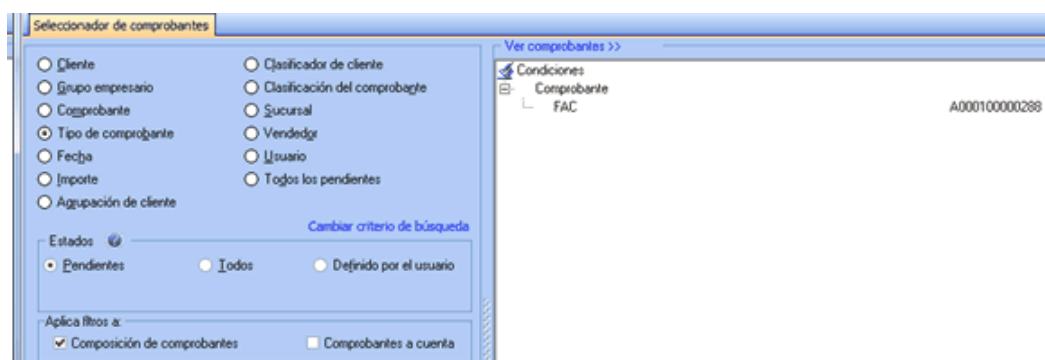 Seleccionador de comprobantes
Cliente
Grupo empresario
Comprobante
Tipo de comprobante
Fecha
Importe
Agrupación de cliente
Clasificador de cliente
Clasificación del comprobante
Sucursal
Vendedor
Usuario
Todos los pendientes
Cambiar criterio de búsqueda
Estados
Pendientes
Todos
Definido por el usuario
Aplica filtros a:
Composición de comprobantes
Comprobantes a cuenta
Ver comprobantes >>
Condiciones
Comprobante
FAC A000100000288